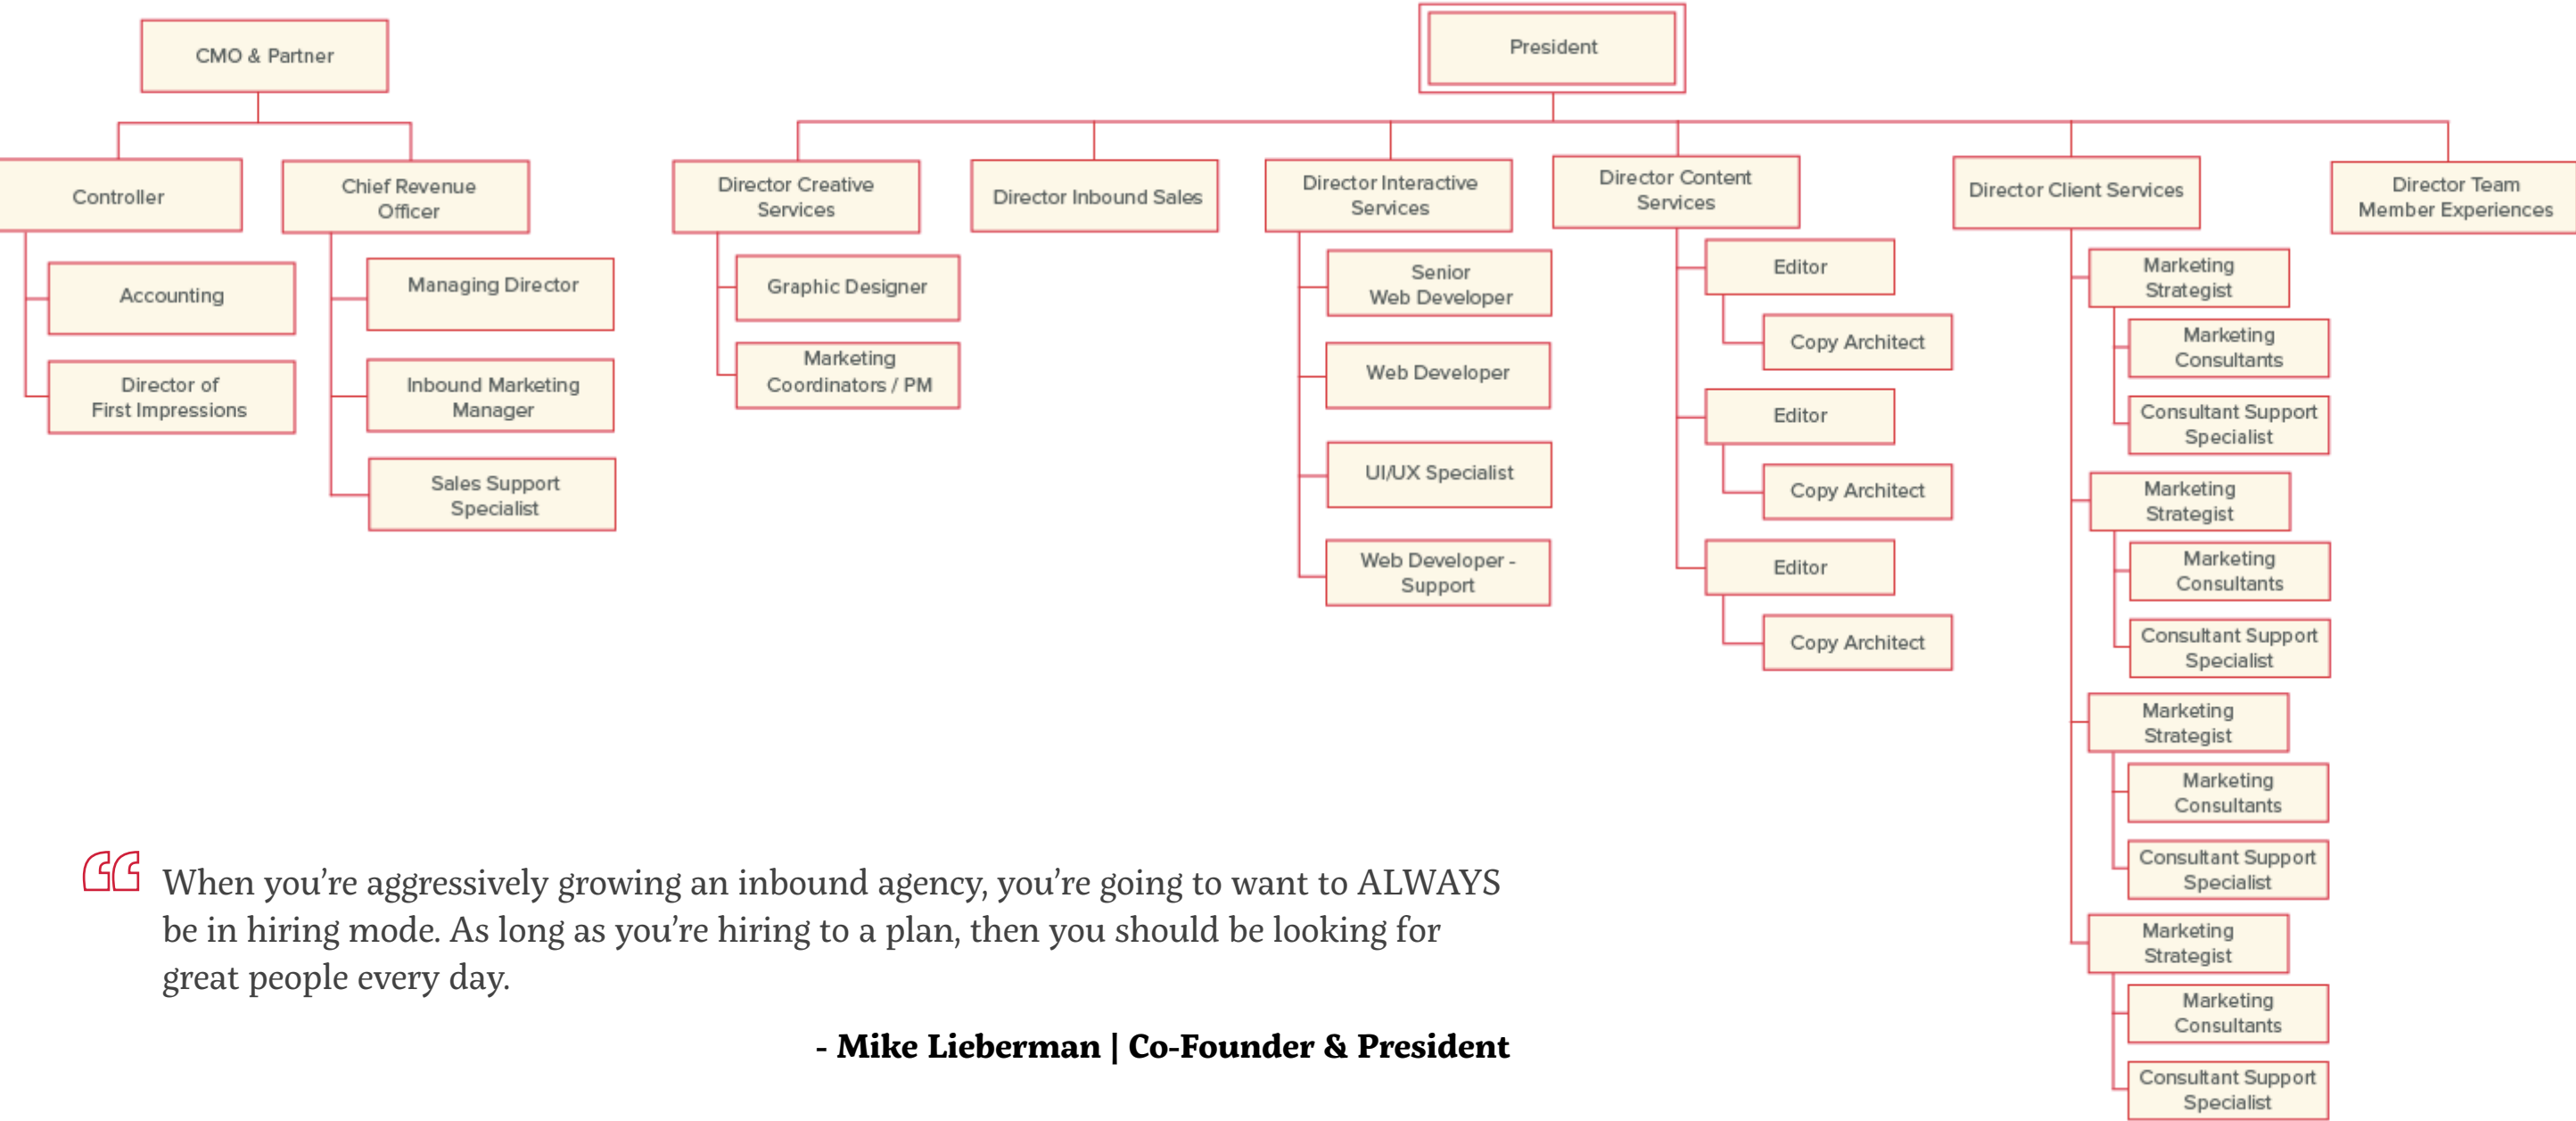 CMO & Partner
Controller
Accounting
Director of
First Impressions
Chief Revenue
Officer
Managing Director
Inbound Marketing
Manager
Sales Support
Specialist
President
Director Creative
Services
Graphic Designer
Marketing
Coordinators / PM
Director Inbound Sales
Director Interactive
Services
Senior
Web Developer
Web Developer
UI/UX Specialist
Web Developer -
Support
Director Content
Services
Editor
Copy Architect
Editor
Copy Architect
Editor
Copy Architect
Director Client Services
Marketing
Strategist
Marketing
Consultants
Consultant Support
Specialist
Marketing
Strategist
Marketing
Consultants
Consultant Support
Specialist
Marketing
Strategist
Marketing
Consultants
Consultant Support
Specialist
Marketing
Strategist
Marketing
Consultants
Consultant Support
Specialist
Director Team
Member Experiences
“ When you’re aggressively growing an inbound agency, you’re going to want to ALWAYS
be in hiring mode. As long as you’re hiring to a plan, then you should be looking for
great people every day.
- Mike Lieberman | Co-Founder & President